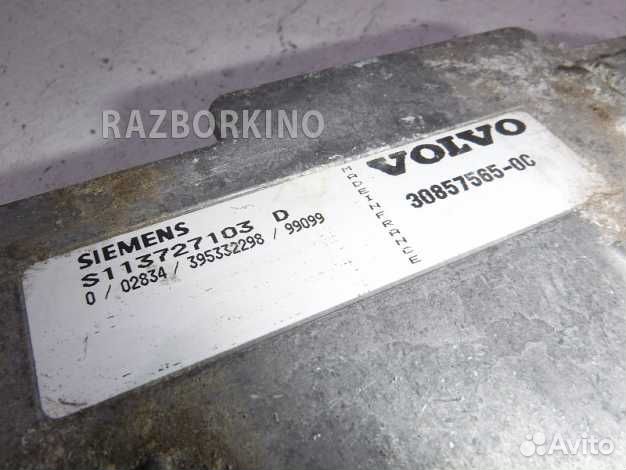 RAZBORKINO
VOLVO
30857565-0C
MADE IN FRANCE
SIEMENS
S113727103 D
0 / 02834 / 395332298 / 99099
Avito